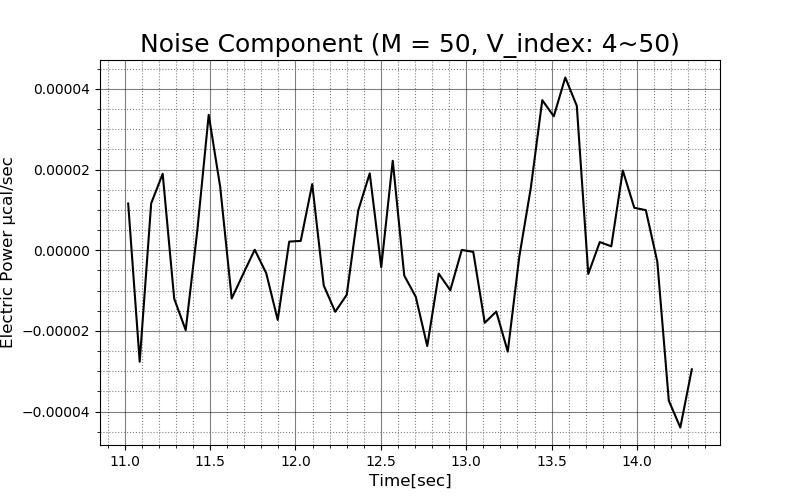 Noise Component (M = 50, V_index: 4~50)
Electric Power μcal/sec
0.00004
0.00002
0.00000
−0.00002
−0.00004
11.0 11.5 12.0 12.5 13.0 13.5 14.0
Time[sec]